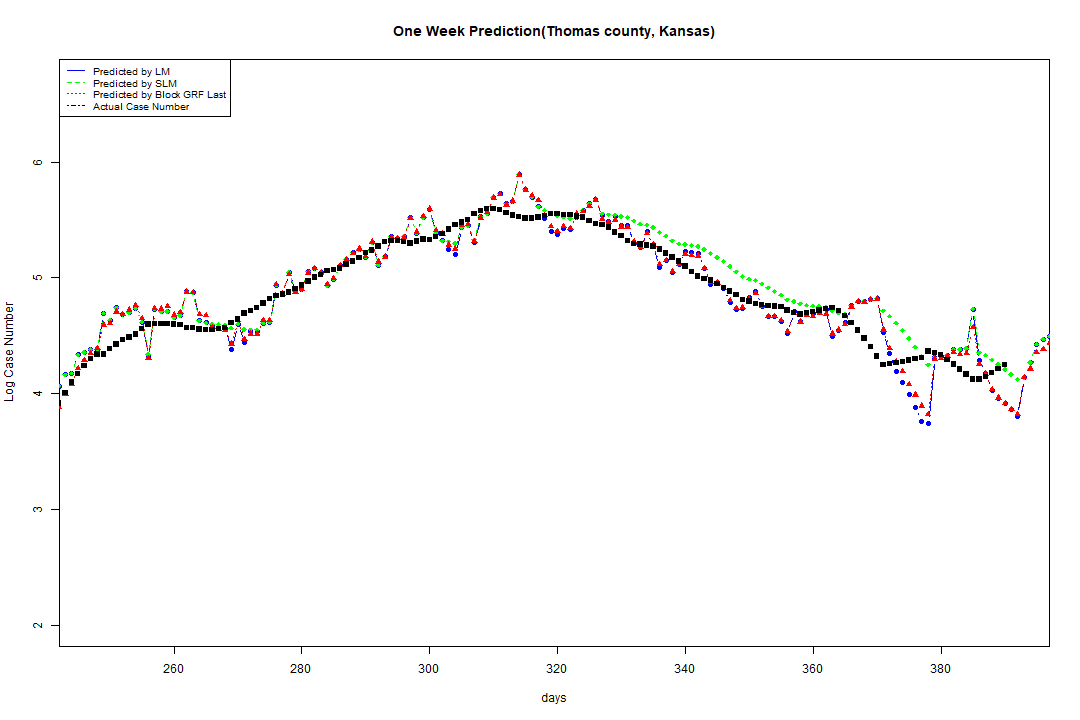 One Week Prediction(Thomas county, Kansas)
Predicted by LM
Predicted by SLM
Predicted by Block GRF Last
Actual Case Number
6
5
4
3
2
Log Case Number
260 280 300 320 340 360 380
days